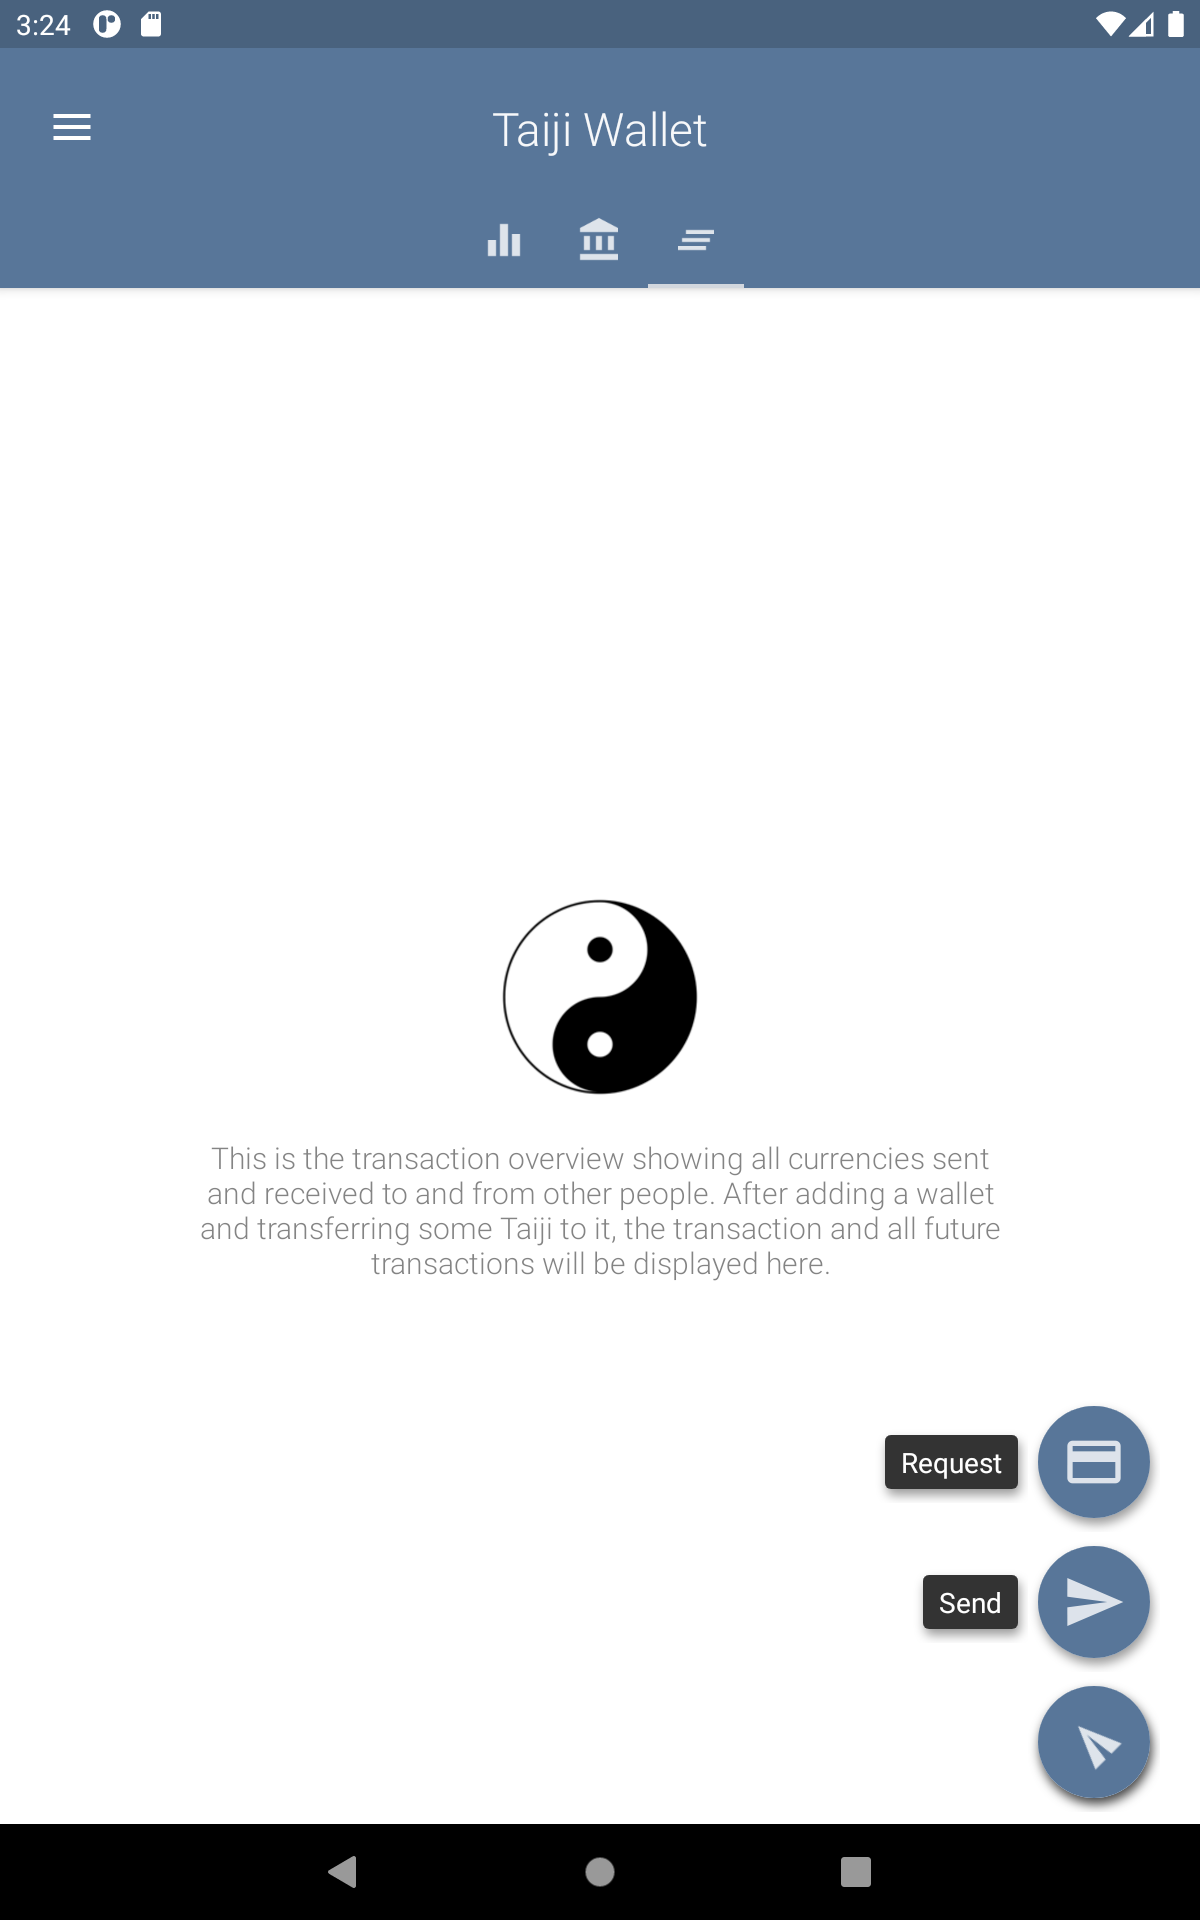 3:24
Taiji Wallet
This is the transaction overview showing all currencies sent
and received to and from other people. After adding a wallet
and transferring some Taiji to it, the transaction and all future
transactions will be displayed here.
Request
Send